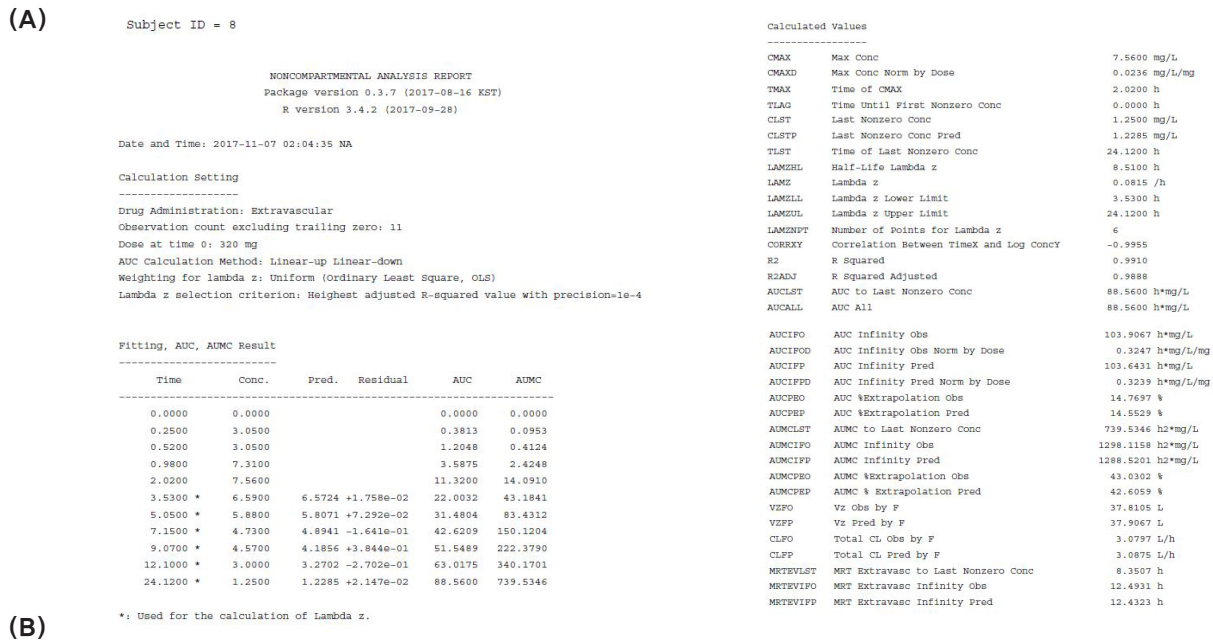 (A)
Subject ID = 8
NONCOMPARTMENTAL ANALYSIS REPORT
Package version 0.3.7 (2017-08-16 KST)
R version 3.4.2 (2017-09-28)
Date and Time: 2017-11-07 02:04:35 NA
Calculation Setting
-------------------
Drug Administration: Extravascular
Observation count excluding trailing zero: 11
Dose at time 0: 320 mg
AUC Calculation Method: Linear-up Linear-down
Weighting for lambda z: Uniform (Ordinary Least Square, OLS)
Lambda z selection criterion: Heighest adjusted R-squared value with precision=1e-4
Fitting, AUC, AUMC Result
-------------------------
Time Conc. Pred. Residual AUC AUMC
---------------------------------------------------------------------
0.0000 0.0000 0.0000 0.0000
0.2500 3.0500 0.3813 0.0953
0.5200 3.0500 1.2048 0.4124
0.9800 7.3100 3.5875 2.4248
2.0200 7.5600 11.3200 14.0910
3.5300 * 6.5900 6.5724 +1.758e-02 22.0032 43.1841
5.0500 * 5.8800 5.8071 +7.292e-02 31.4804 83.4312
7.1500 * 4.7300 4.8941 -1.641e-01 42.6209 150.1204
9.0700 * 4.5700 4.1856 +3.844e-01 51.5489 222.3790
12.1000 * 3.0000 3.2702 -2.702e-01 63.0175 340.1701
24.1200 * 1.2500 1.2285 +2.147e-02 88.5600 739.5346
*: Used for the calculation of Lambda z.
Calculated Values
-----------------
CMAX Max Conc 7.5600 mg/L
CMAXD Max Conc Norm by Dose 0.0236 mg/L/mg
TMAX Time of CMAX 2.0200 h
TLAG Time Until First Nonzero Conc 0.0000 h
CLST Last Nonzero Conc 1.2500 mg/L
CLSTP Last Nonzero Conc Pred 1.2285 mg/L
TLST Time of Last Nonzero Conc 24.1200 h
LAMZHL Half-Life Lambda z 8.5100 h
LAMZ Lambda z 0.0815 /h
LAMZLL Lambda z Lower Limit 3.5300 h
LAMZUL Lambda z Upper Limit 24.1200 h
LAMZNPT Number of Points for Lambda z 6
CORRXY Correlation Between TimeX and Log ConcY -0.9955
R2 R Squared 0.9910
R2ADJ R Squared Adjusted 0.9888
AUCLST AUC to Last Nonzero Conc 88.5600 h*mg/L
AUCALL AUC All 88.5600 h*mg/L
AUCIFO AUC Infinity Obs 103.9067 h*mg/L
AUCIFOD AUC Infinity Obs Norm by Dose 0.3247 h*mg/L/mg
AUCIFP AUC Infinity Pred 103.6431 h*mg/L
AUCIFPD AUC Infinity Pred Norm by Dose 0.3239 h*mg/L/mg
AUCPEO AUC %Extrapolation Obs 14.7697 %
AUCPEP AUC %Extrapolation Pred 14.5529 %
AUMCLST AUMC to Last Nonzero Conc 739.5346 h2*mg/L
AUMCIFO AUMC Infinity Obs 1298.1158 h2*mg/L
AUMCIFP AUMC Infinity Pred 1288.5201 h2*mg/L
AUMCPEO AUMC %Extrapolation Obs 43.0302 %
AUMCPEP AUMC % Extrapolation Pred 42.6059 %
VZFO Vz Obs by F 37.8105 L
VZFP Vz Pred by F 37.9067 L
CLFO Total CL Obs by F 3.0797 L/h
CLFP Total CL Pred by F 3.0875 L/h
MRTEVLST MRT Extravasc to Last Nonzero Conc 8.3507 h
MRTEVIFO MRT Extravasc Infinity Obs 12.4931 h
MRTEVIFP MRT Extravasc Infinity Pred 12.4323 h
(B)